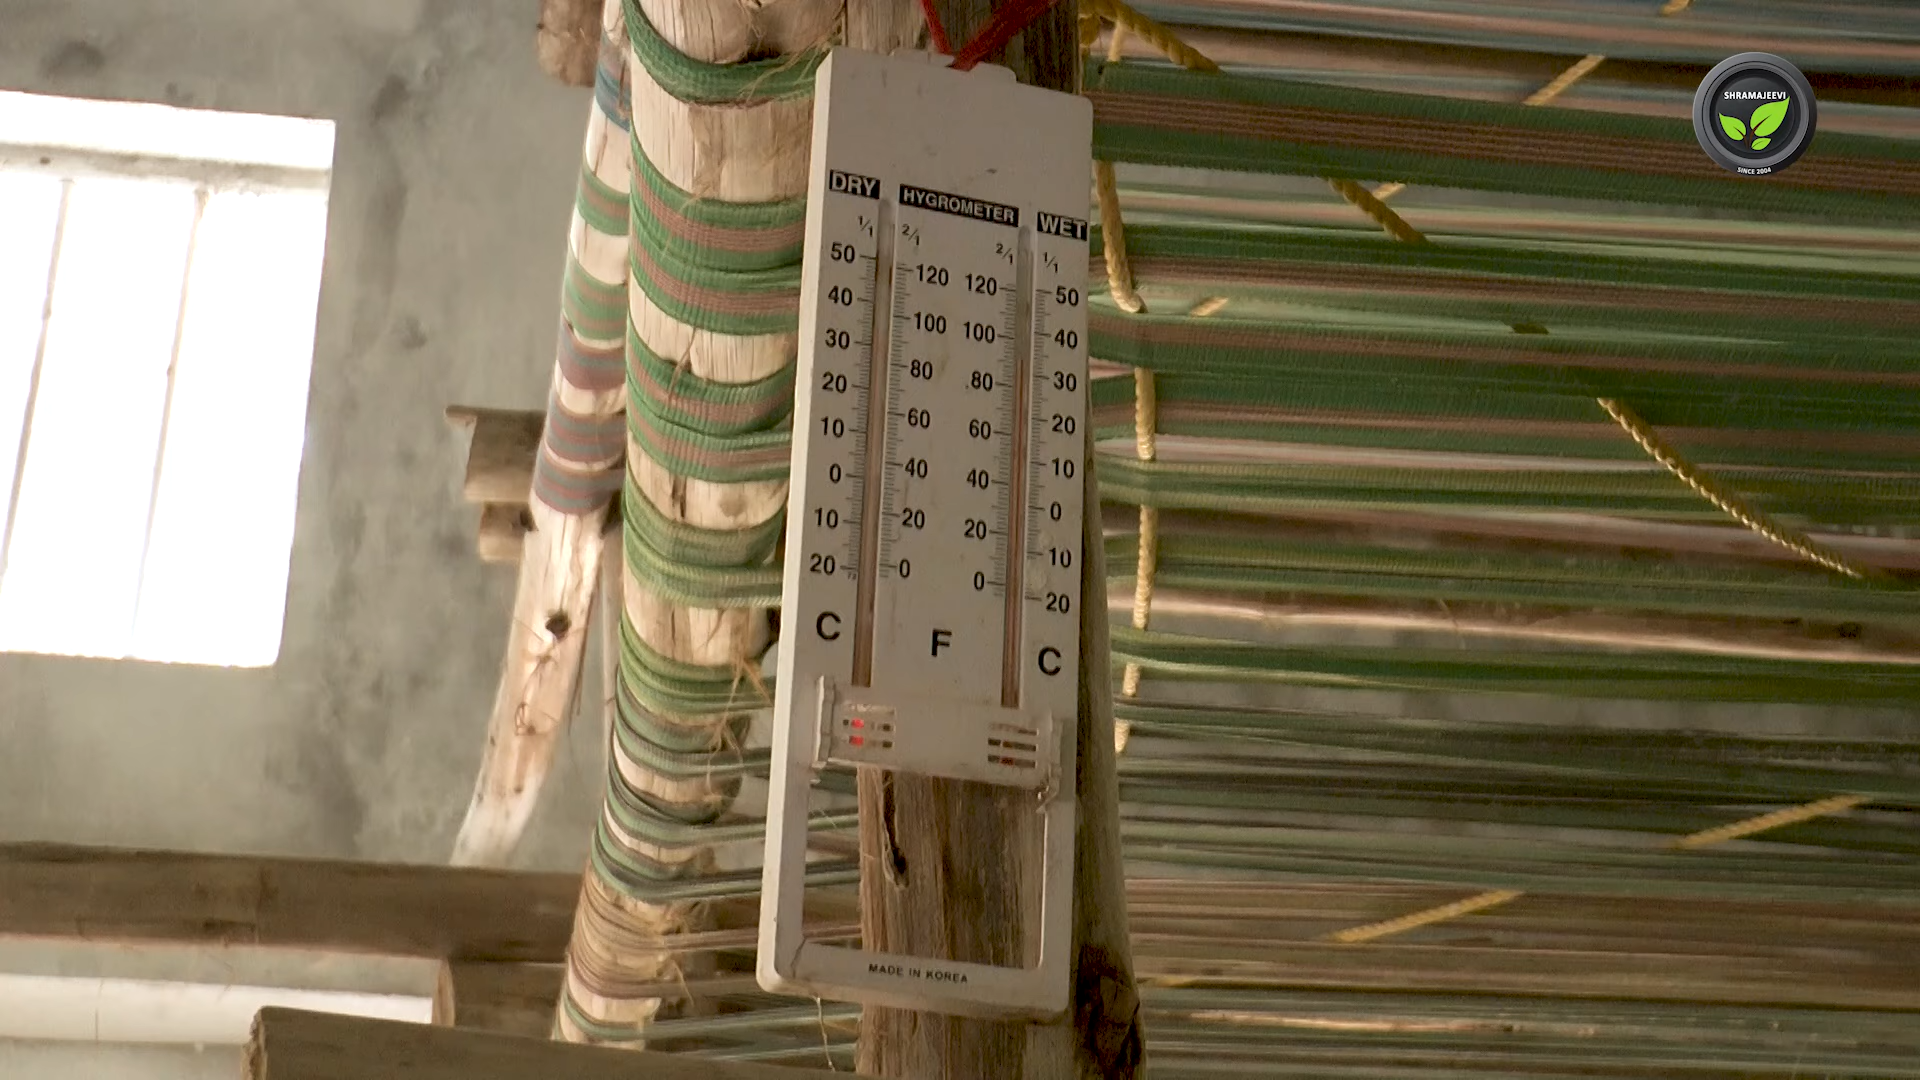 SHRAMAJEEVI
SINCE 2004
DRY HYGROMETER WET
1/1 2/1 2/1 1/1
50 120 120 50
40 100 100 40
30 80 80 30
20 60 60 20
10 40 40 10
0 20 20 0
10 0 0 10
20 20
C F C
MADE IN KOREA